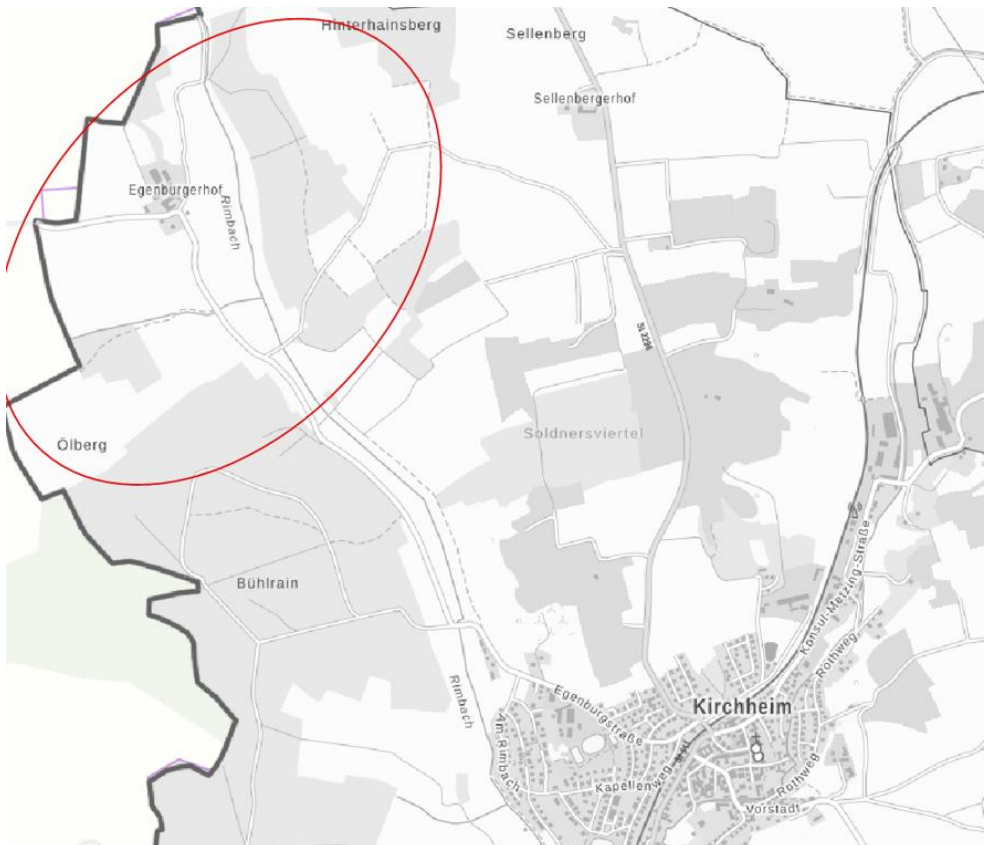 Hinterhainsberg
Sellenberg
Sellenbergerhof
Egenburgerhof
Rimbach
St 2296
Soldnersviertel
Ölberg
Bühlrain
Konsul-Metzing-Straße
Rothweg
Rimbach
Egenburgstraße
Kirchheim
Am Rimbach
Kapellenweg
Rothweg
Vorstadt